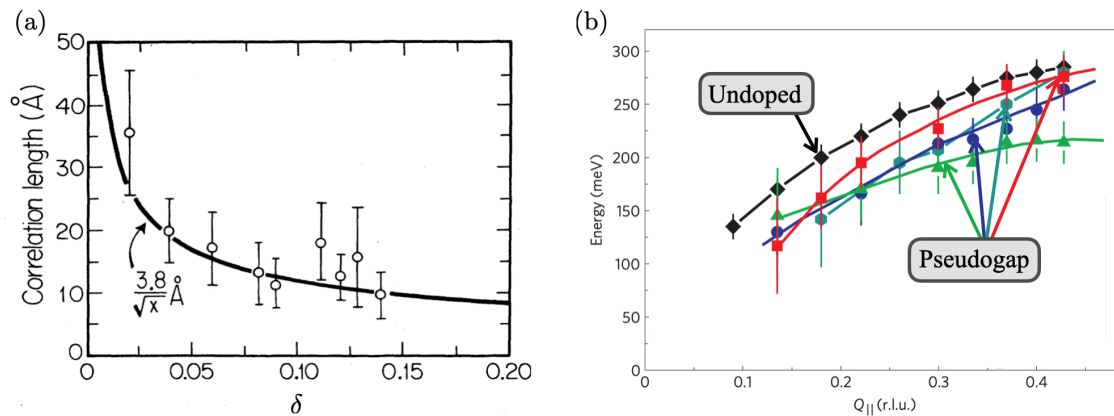 (a)
50
40
30
20
10
0
Correlation length (Å)
3.8
√x Å
0
0.05
0.10
0.15
0.20
δ
(b)
300
250
200
150
100
50
0
Energy (meV)
Undoped
Pseudogap
0
0.1
0.2
0.3
0.4
Q|| (r.l.u.)